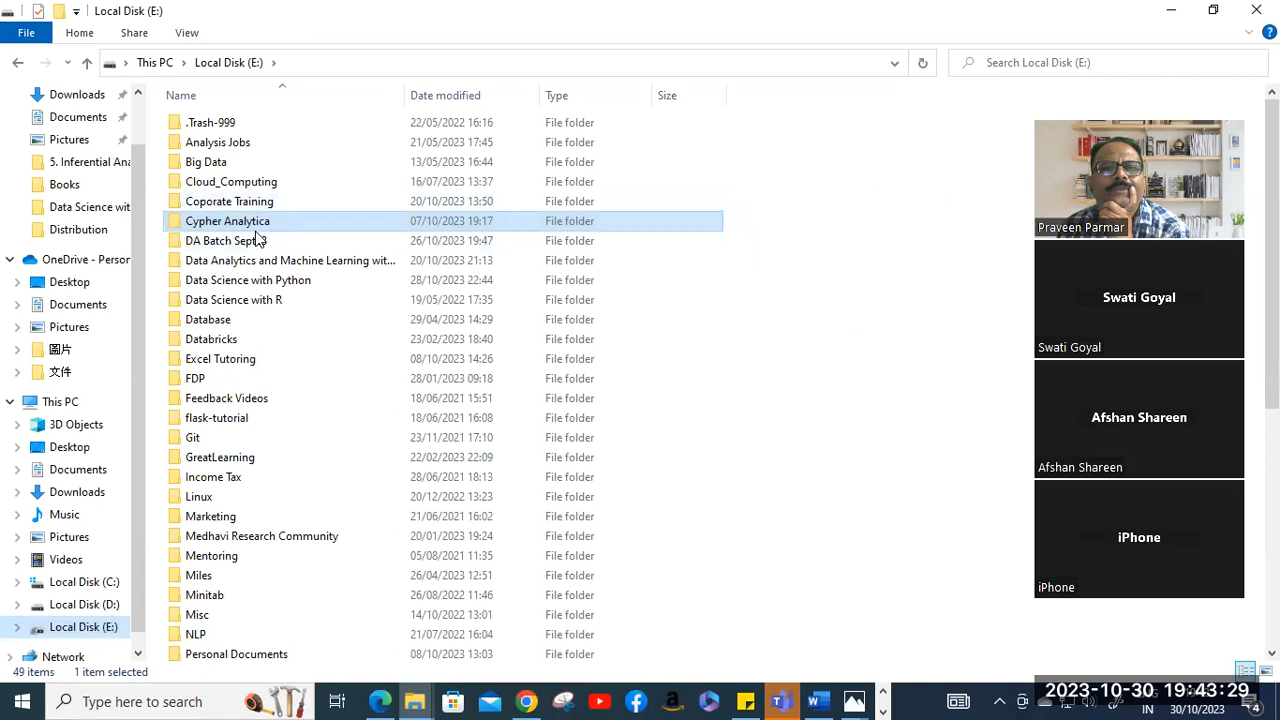 Local Disk (E:)
File Home Share View
This PC Local Disk (E:) Search Local Disk (E:)
Downloads
Documents
Pictures
5. Inferential Ana
Books
Data Science wit
Distribution
OneDrive - Person
Desktop
Documents
Pictures
圖片
文件
This PC
3D Objects
Desktop
Documents
Downloads
Music
Pictures
Videos
Local Disk (C:)
Local Disk (D:)
Local Disk (E:)
Network
Name Date modified Type Size
.Trash-999 22/05/2022 16:16 File folder
Analysis Jobs 21/05/2023 17:45 File folder
Big Data 13/05/2023 16:44 File folder
Cloud_Computing 16/07/2023 13:37 File folder
Coporate Training 20/10/2023 13:50 File folder
Cypher Analytica 07/10/2023 19:17 File folder
DA Batch Sept 3 26/10/2023 19:47 File folder
Data Analytics and Machine Learning wit... 20/10/2023 21:13 File folder
Data Science with Python 28/10/2023 22:44 File folder
Data Science with R 19/05/2022 17:35 File folder
Database 29/04/2023 14:29 File folder
Databricks 23/02/2023 18:40 File folder
Excel Tutoring 08/10/2023 14:26 File folder
FDP 28/01/2023 09:18 File folder
Feedback Videos 18/06/2021 15:51 File folder
flask-tutorial 18/06/2021 16:08 File folder
Git 23/11/2021 17:10 File folder
GreatLearning 22/02/2023 22:09 File folder
Income Tax 28/06/2021 18:13 File folder
Linux 20/12/2022 13:23 File folder
Marketing 21/06/2021 16:02 File folder
Medhavi Research Community 20/01/2023 19:24 File folder
Mentoring 05/08/2021 11:35 File folder
Miles 26/04/2023 12:51 File folder
Minitab 26/08/2022 11:46 File folder
Misc 14/10/2022 13:01 File folder
NLP 21/07/2022 16:04 File folder
Personal Documents 08/10/2023 13:03 File folder
Praveen Parmar
Swati Goyal
Swati Goyal
Afshan Shareen
Afshan Shareen
iPhone
iPhone
49 items 1 item selected
Type here to search
2023-10-30 19:43:29
IN 30/10/2023 4